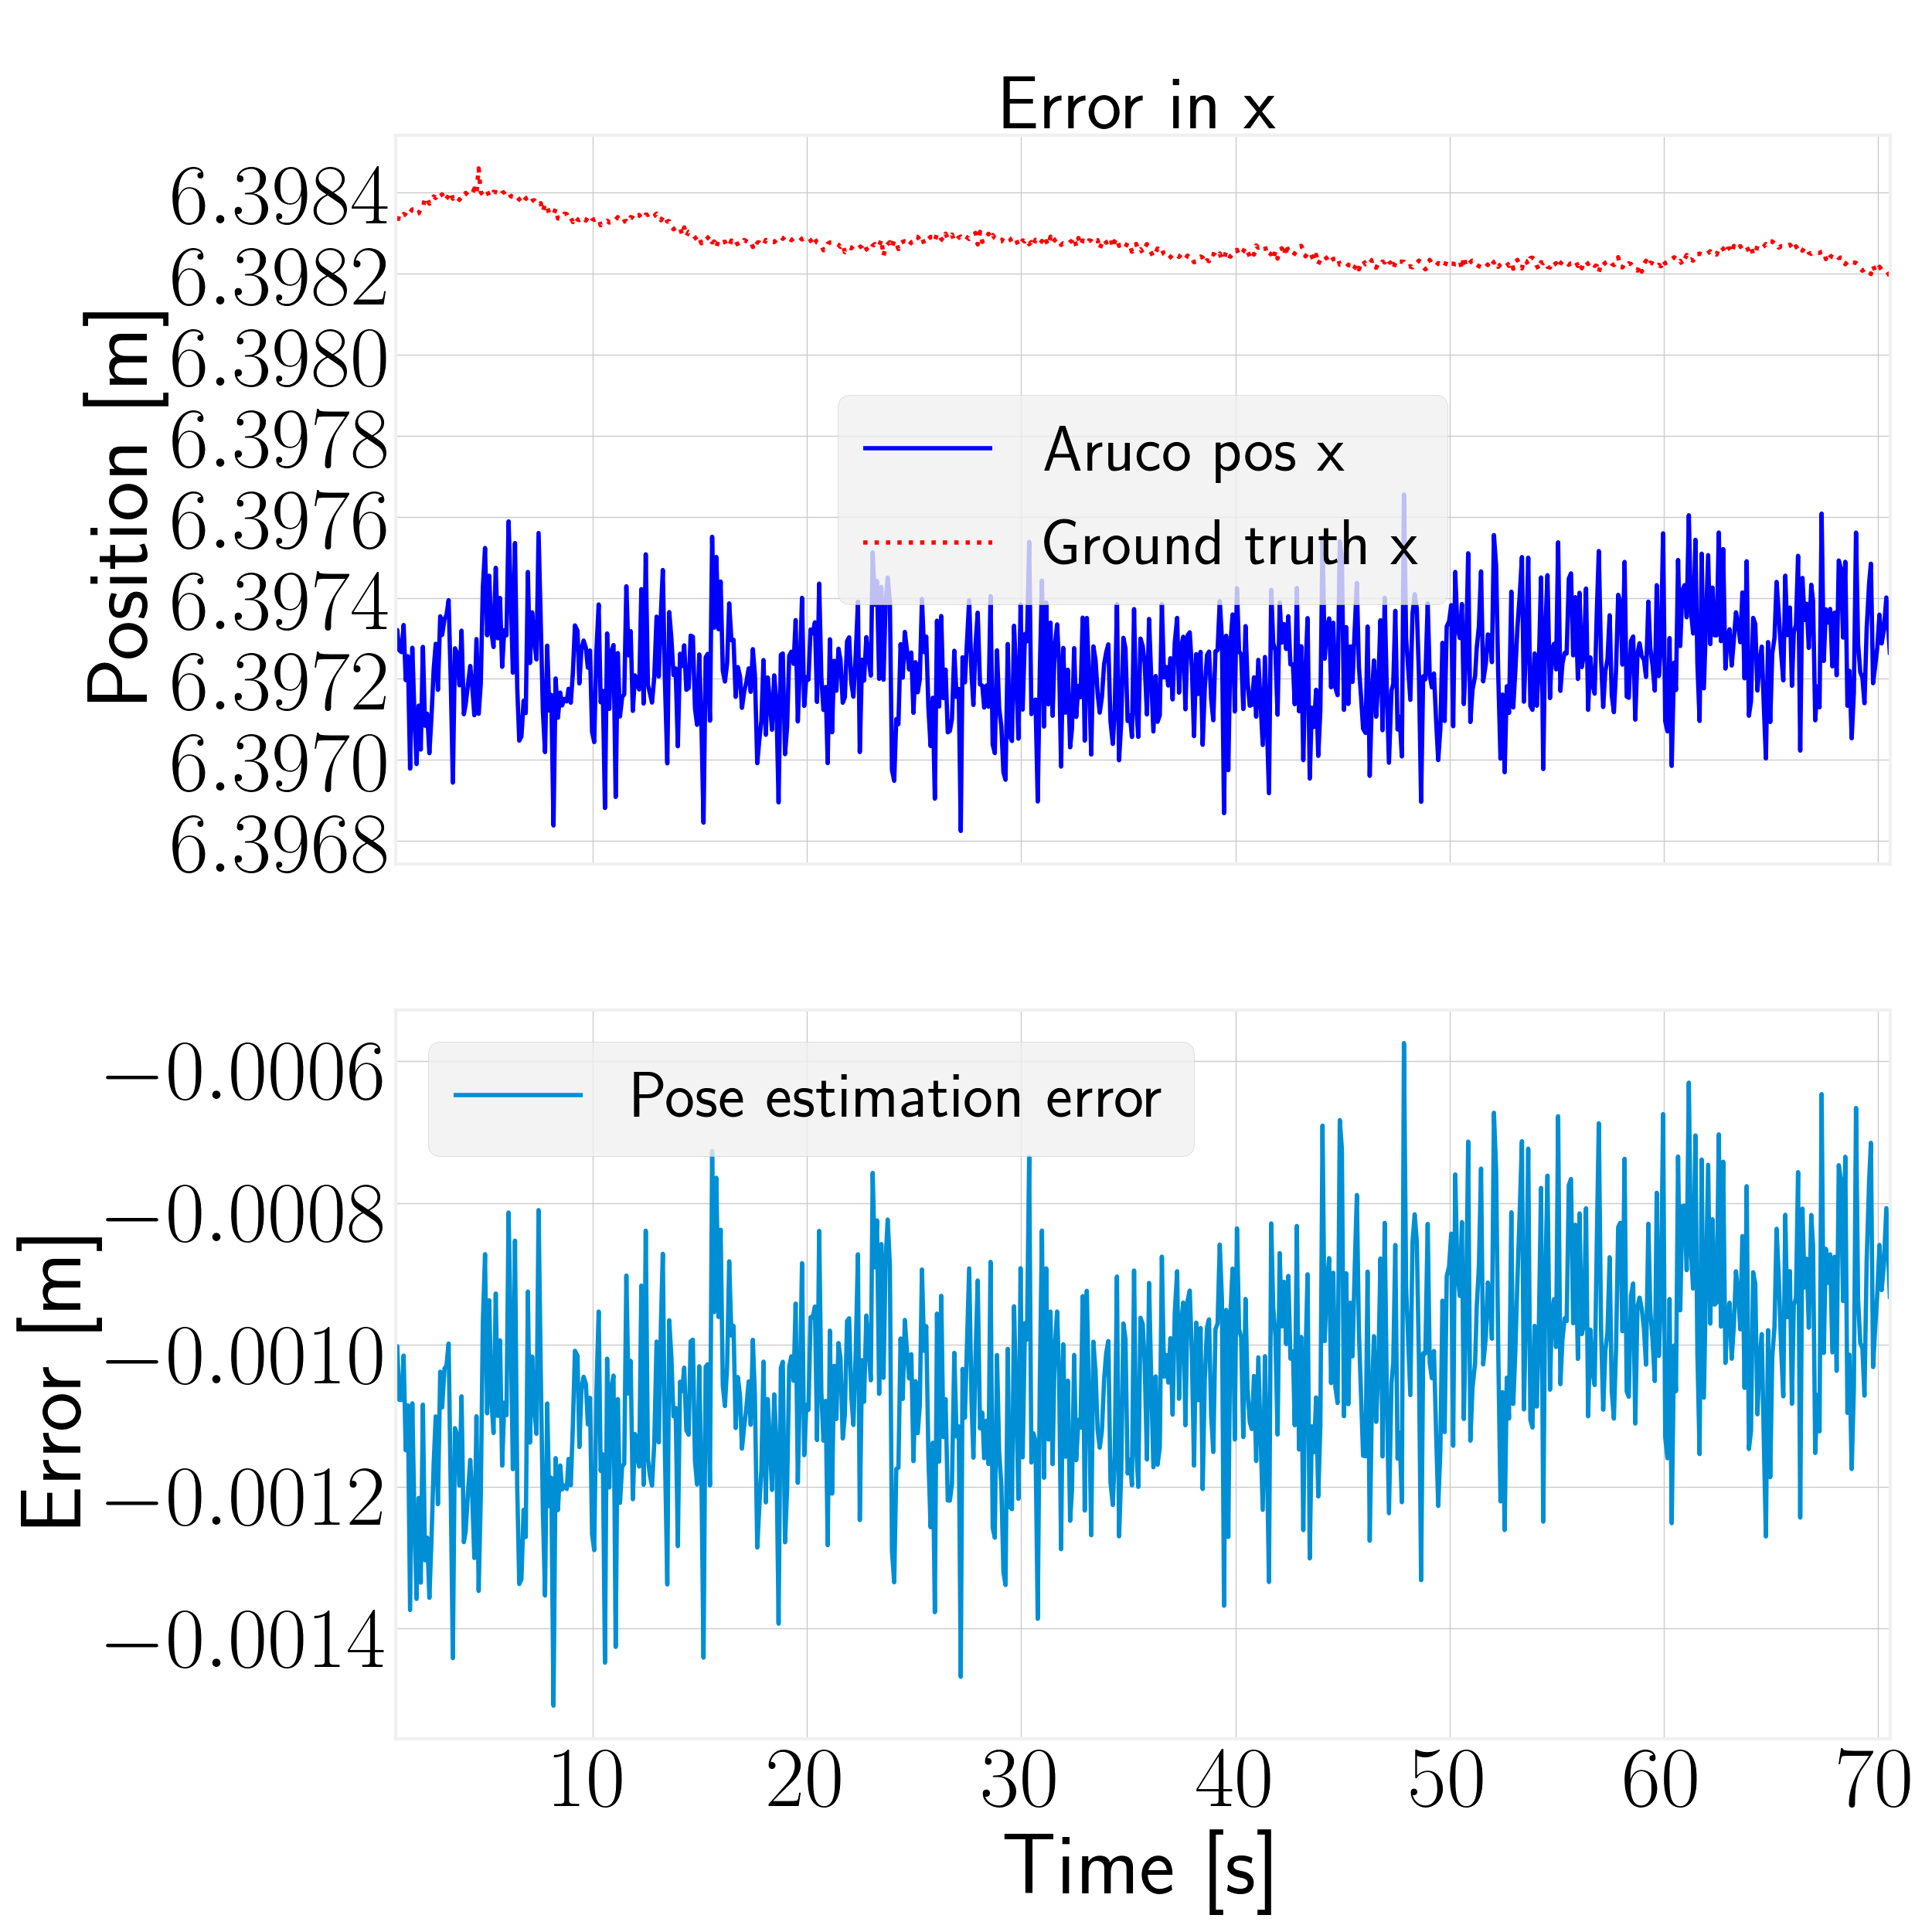 Error in x
Position [m]
6.3984
6.3982
6.3980
6.3978
6.3976
6.3974
6.3972
6.3970
6.3968
Aruco pos x
Ground truth x
Error [m]
−0.0006
−0.0008
−0.0010
−0.0012
−0.0014
Pose estimation error
10 20 30 40 50 60 70
Time [s]